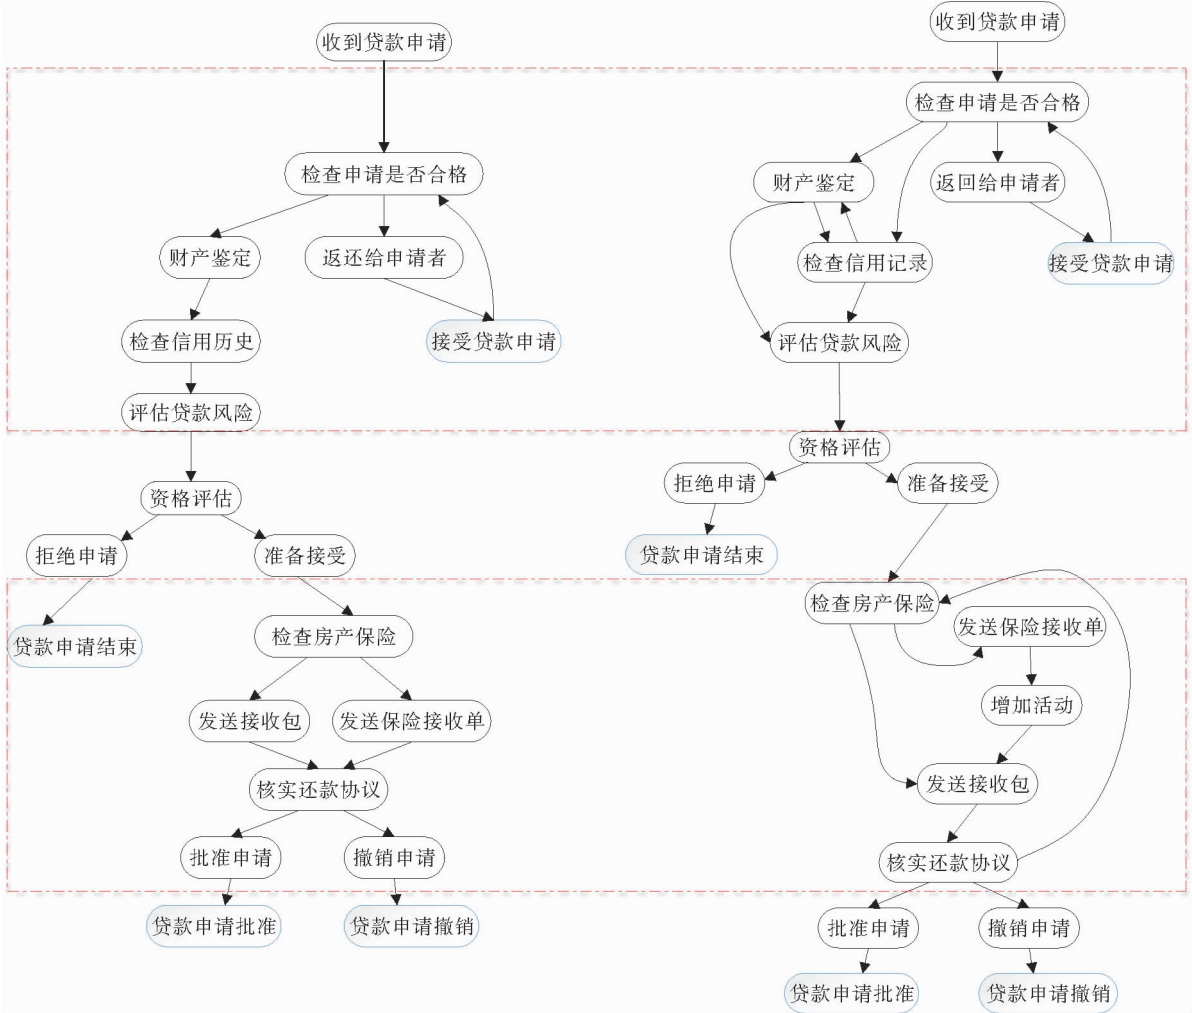 收到贷款申请
检查申请是否合格
财产鉴定
返还给申请者
检查信用历史
接受贷款申请
评估贷款风险
资格评估
拒绝申请
准备接受
贷款申请结束
检查房产保险
发送接收包
发送保险接收单
核实还款协议
批准申请
撤销申请
贷款申请批准
贷款申请撤销
收到贷款申请
检查申请是否合格
财产鉴定
返回给申请者
检查信用记录
接受贷款申请
评估贷款风险
资格评估
拒绝申请
准备接受
贷款申请结束
检查房产保险
发送保险接收单
增加活动
发送接收包
核实还款协议
批准申请
撤销申请
贷款申请批准
贷款申请撤销